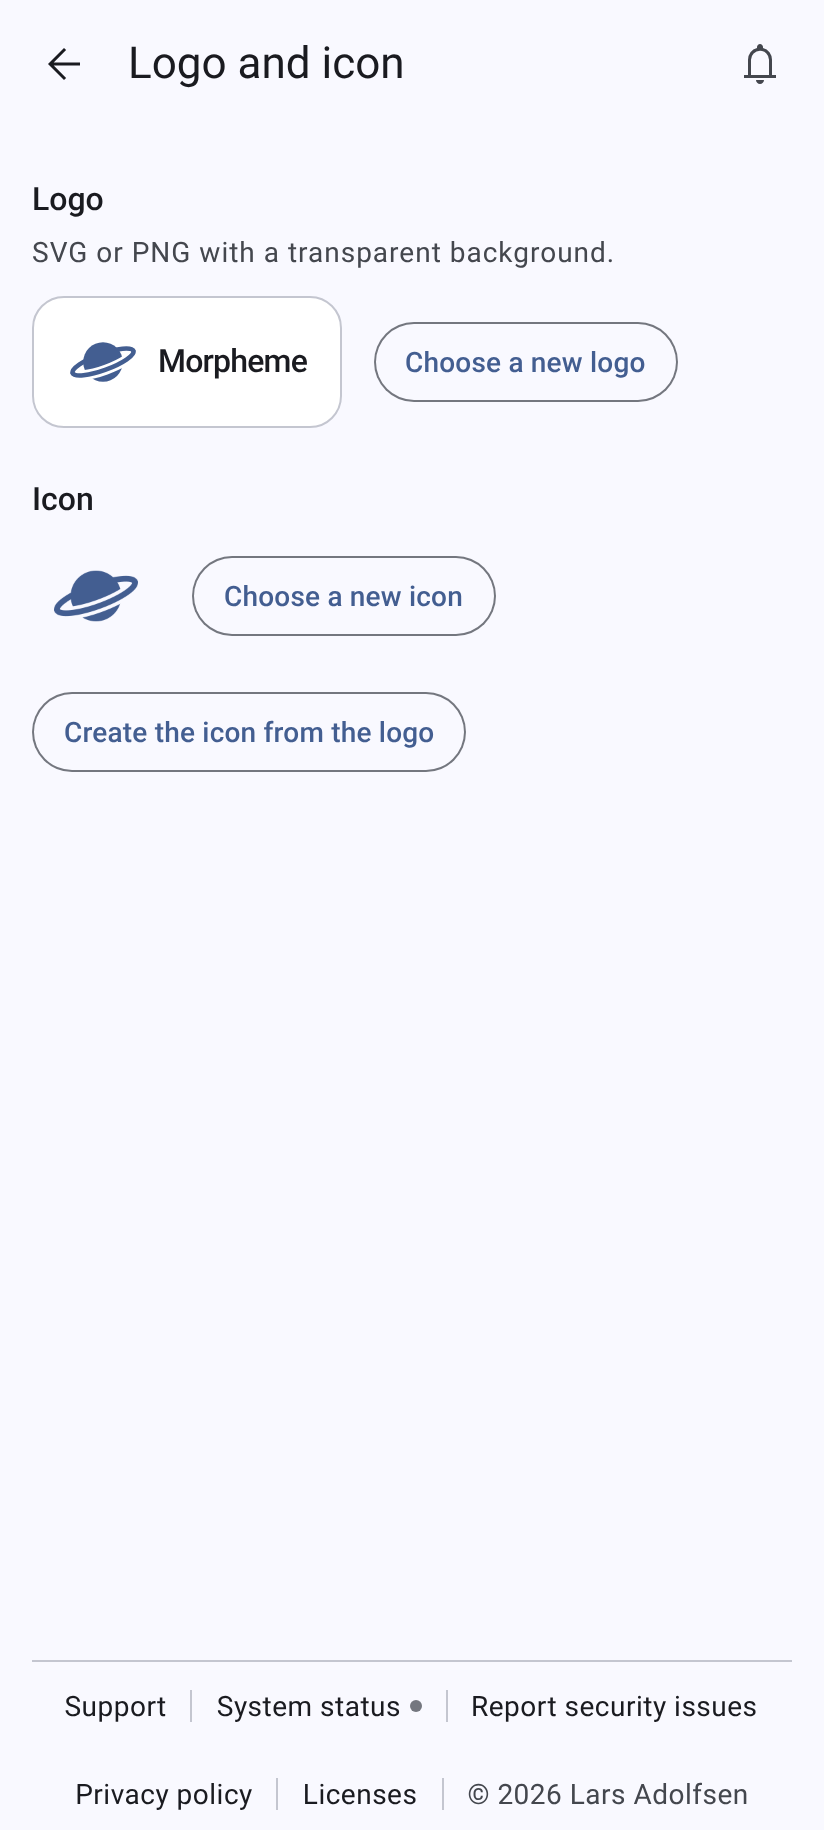 Logo and icon
Logo
SVG or PNG with a transparent background.
Morpheme
Choose a new logo
Icon
Choose a new icon
Create the icon from the logo
Support
System status
Report security issues
Privacy policy
Licenses
© 2026 Lars Adolfsen